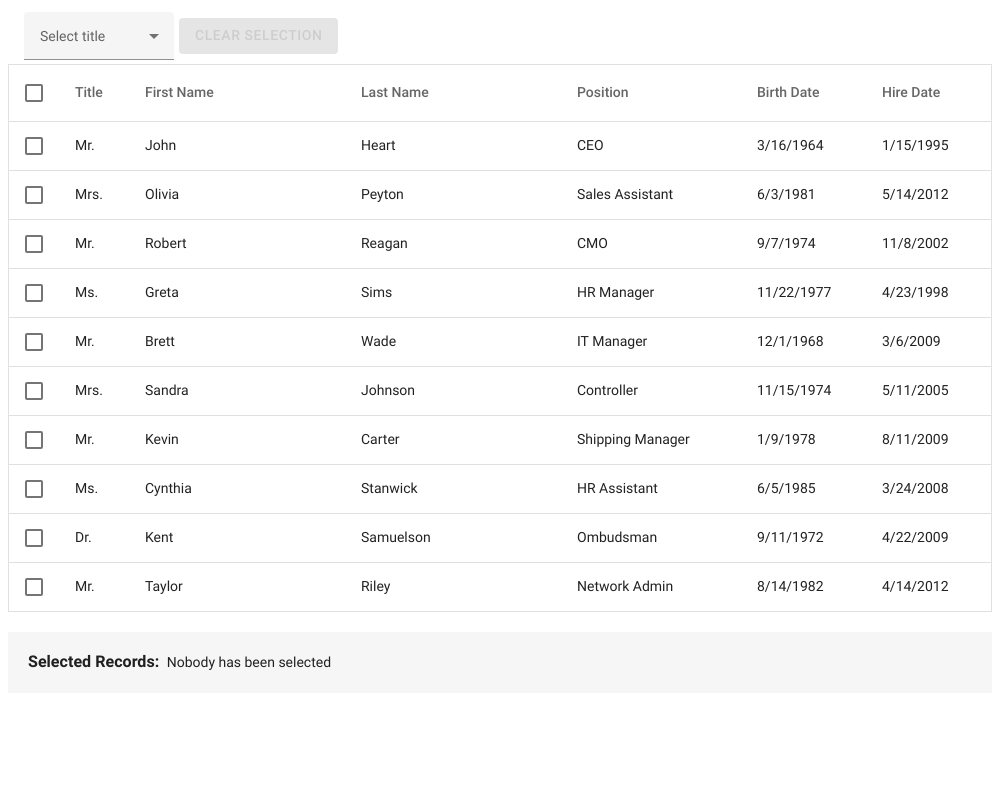 Select title CLEAR SELECTION
Title First Name Last Name Position Birth Date Hire Date
Mr. John Heart CEO 3/16/1964 1/15/1995
Mrs. Olivia Peyton Sales Assistant 6/3/1981 5/14/2012
Mr. Robert Reagan CMO 9/7/1974 11/8/2002
Ms. Greta Sims HR Manager 11/22/1977 4/23/1998
Mr. Brett Wade IT Manager 12/1/1968 3/6/2009
Mrs. Sandra Johnson Controller 11/15/1974 5/11/2005
Mr. Kevin Carter Shipping Manager 1/9/1978 8/11/2009
Ms. Cynthia Stanwick HR Assistant 6/5/1985 3/24/2008
Dr. Kent Samuelson Ombudsman 9/11/1972 4/22/2009
Mr. Taylor Riley Network Admin 8/14/1982 4/14/2012
Selected Records: Nobody has been selected